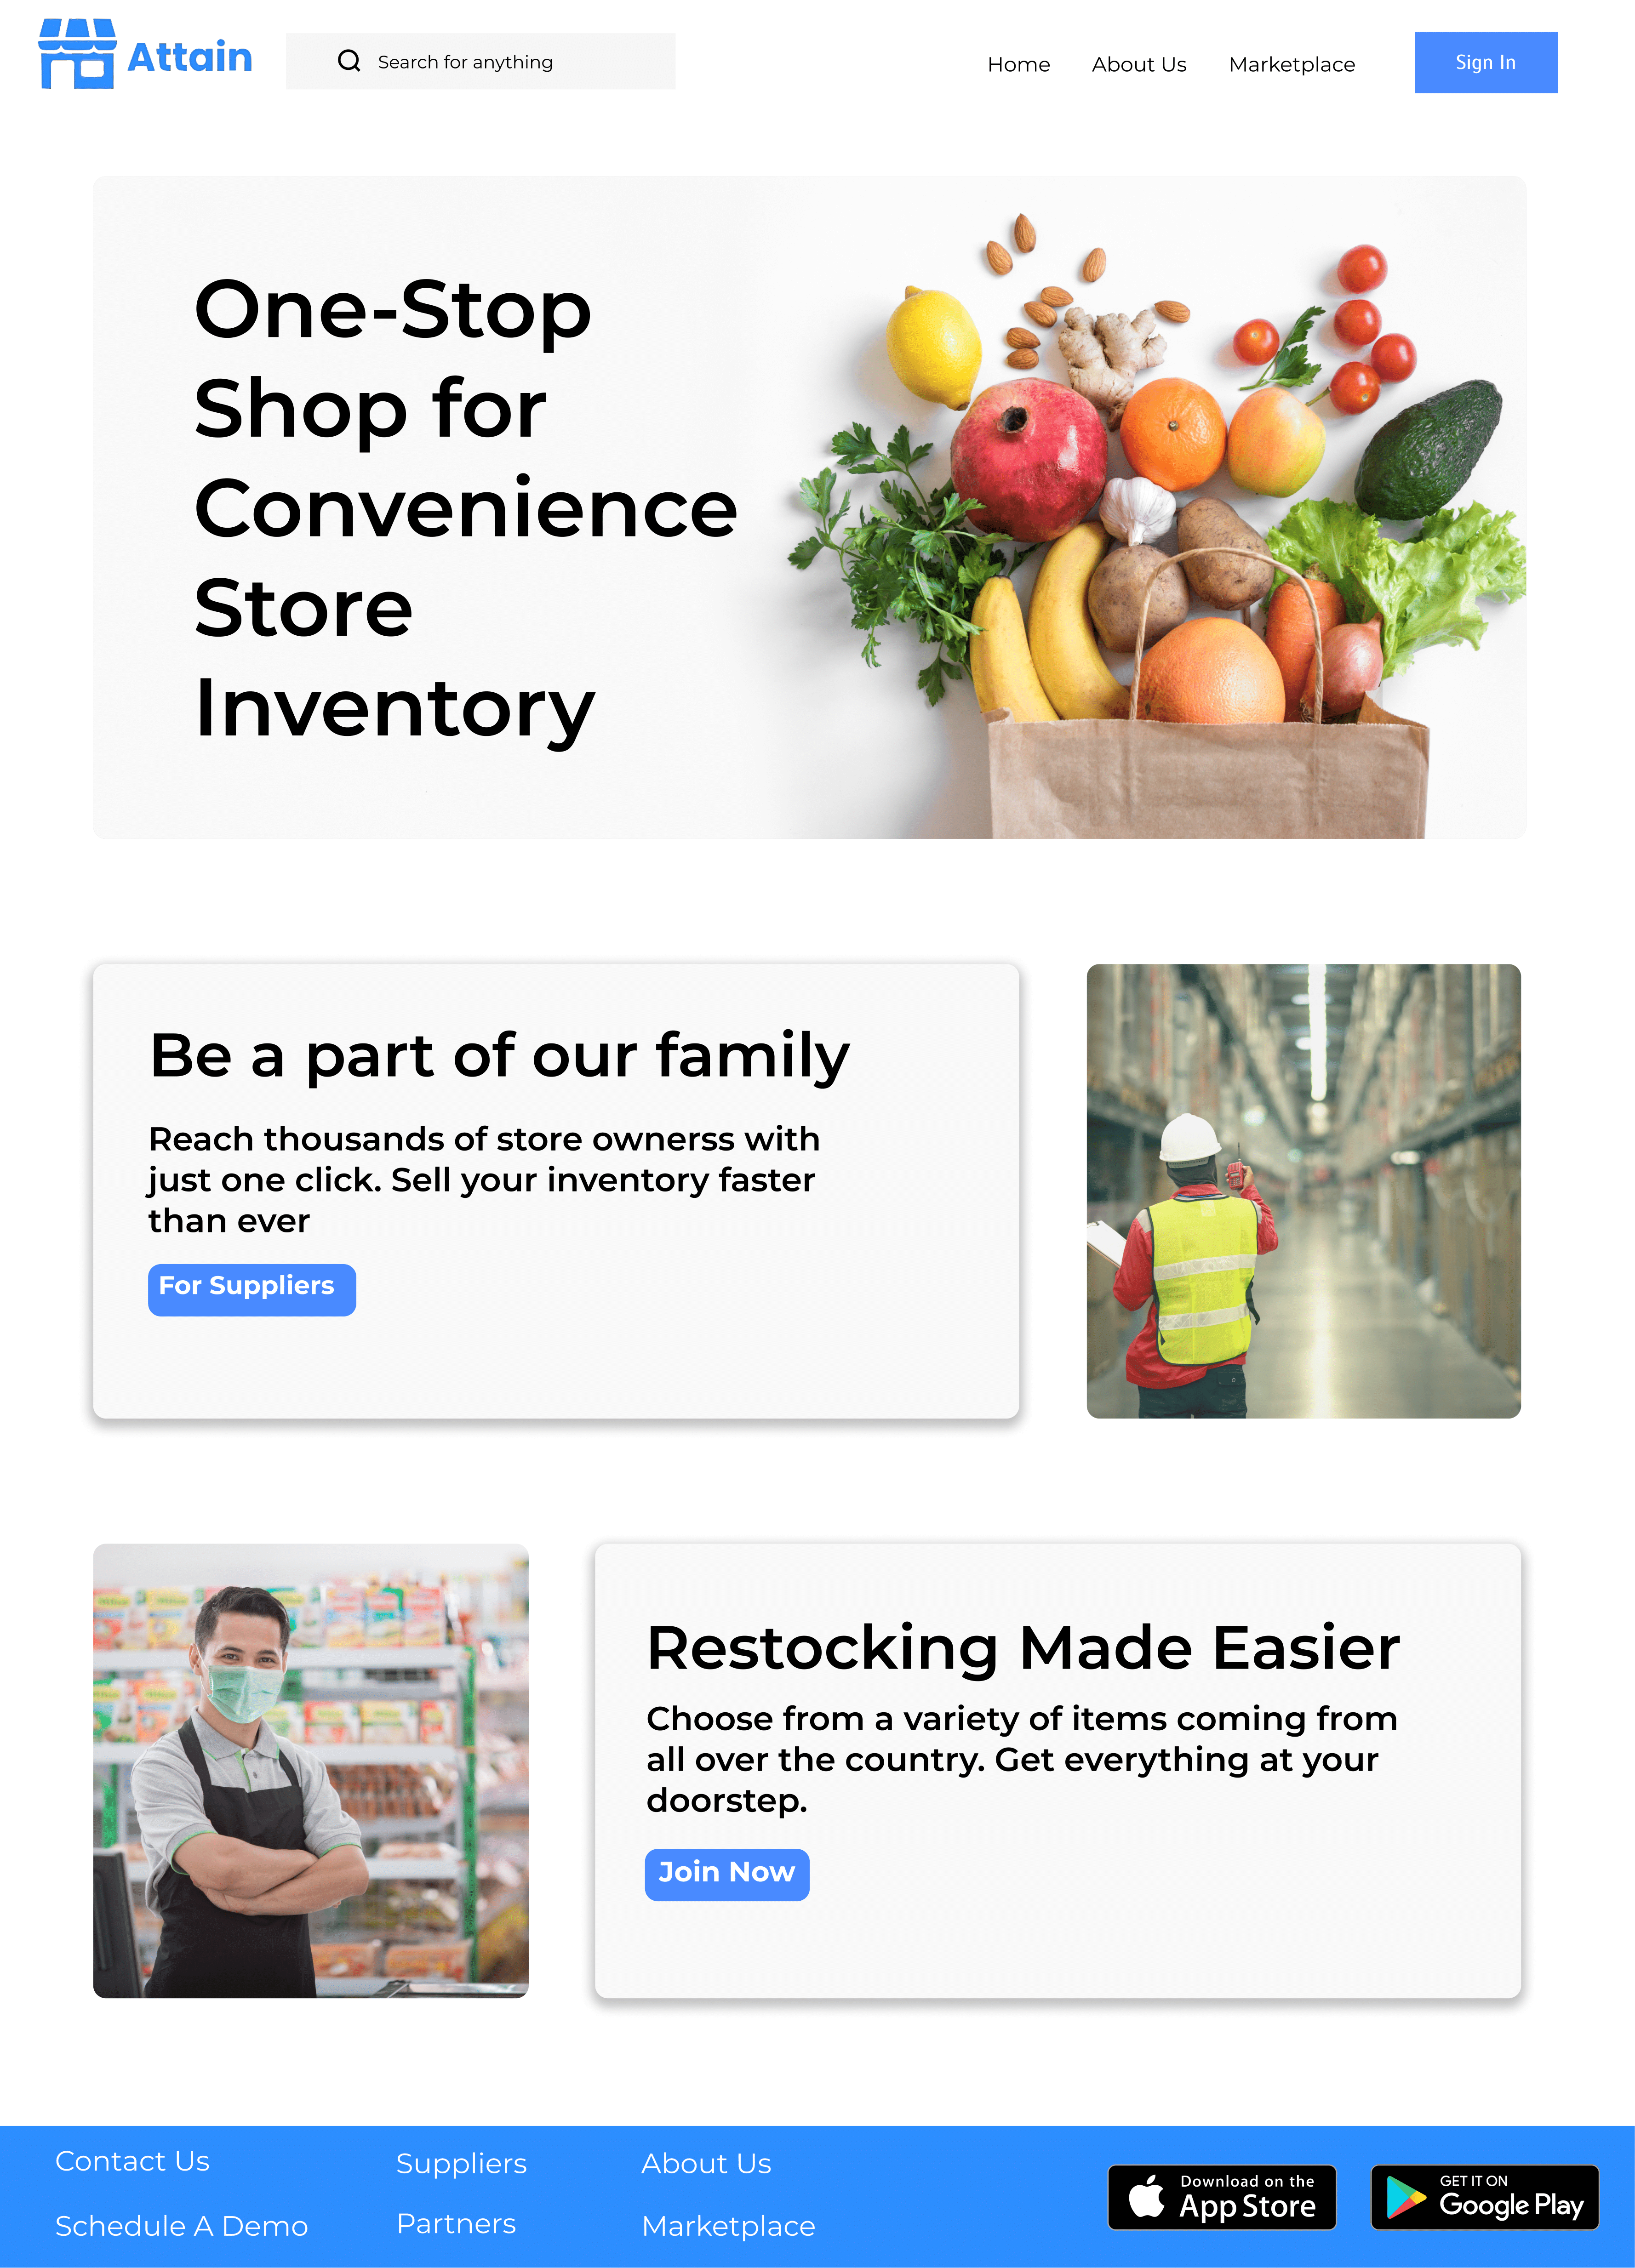 Attain
Search for anything
Home
About Us
Marketplace
Sign In
One-Stop
Shop for
Convenience
Store
Inventory
Be a part of our family
Reach thousands of store ownerss with
just one click. Sell your inventory faster
than ever
For Suppliers
Restocking Made Easier
Choose from a variety of items coming from
all over the country. Get everything at your
doorstep.
Join Now
Contact Us
Schedule A Demo
Suppliers
Partners
About Us
Marketplace
Download on the
App Store
GET IT ON
Google Play